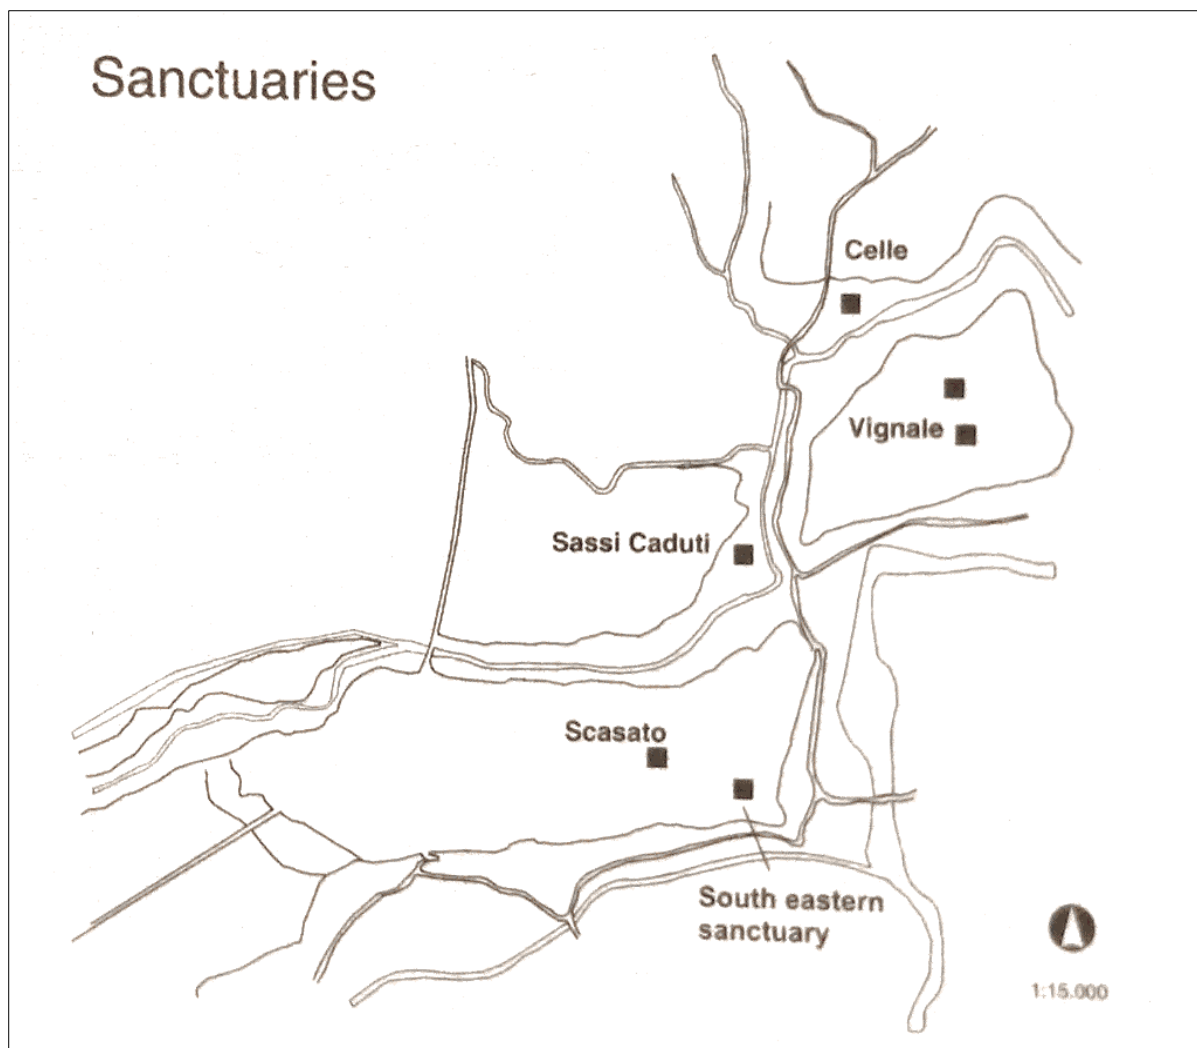 Sanctuaries
Celle
Vignale
Sassi Caduti
Scasato
South eastern
sanctuary
1:15.000